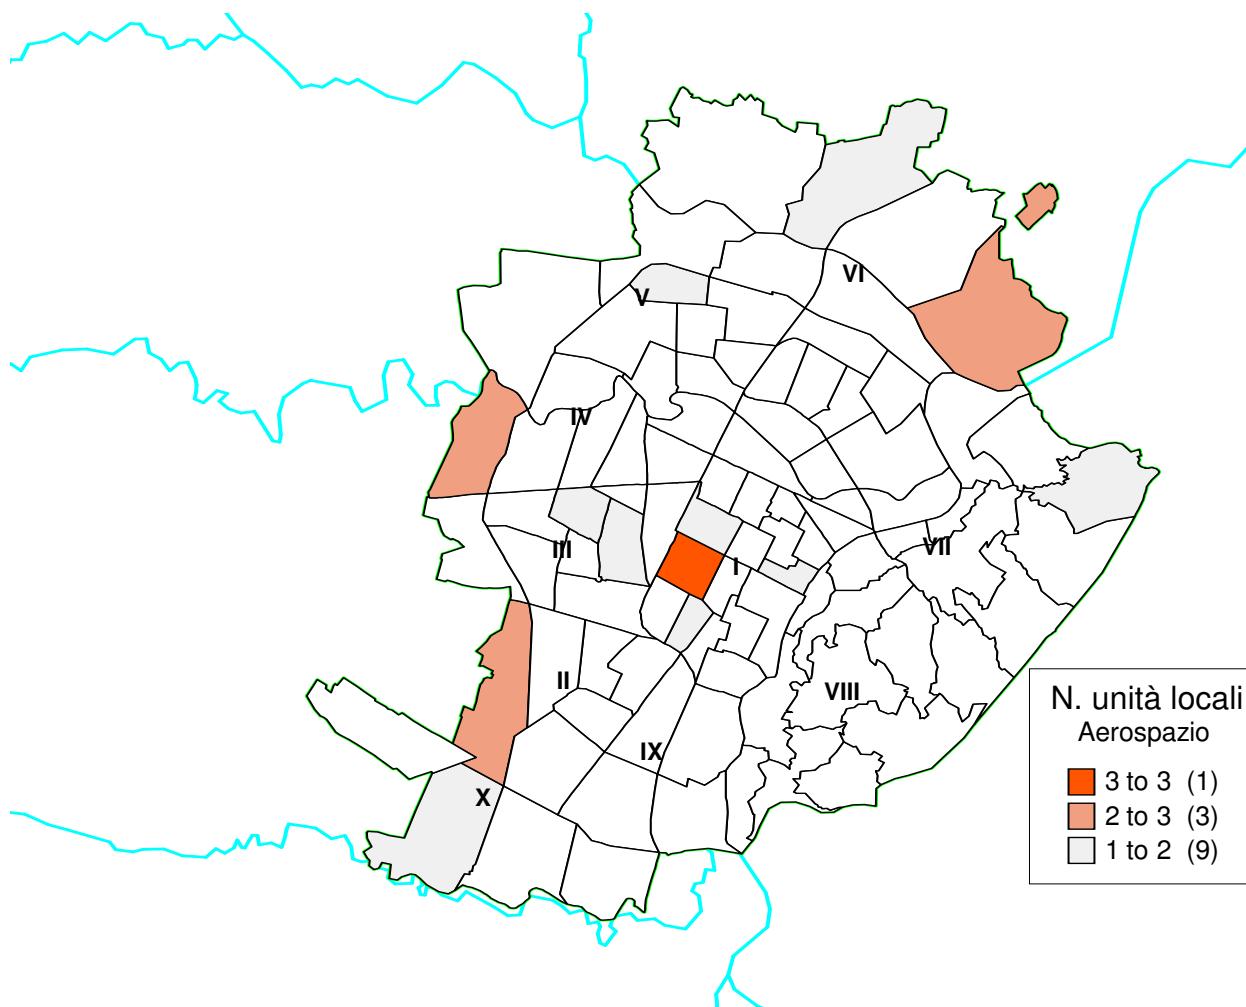 VI
V
IV
III
I
VII
II
VIII
IX
X
N. unità locali
Aerospazio
3 to 3 (1)
2 to 3 (3)
1 to 2 (9)